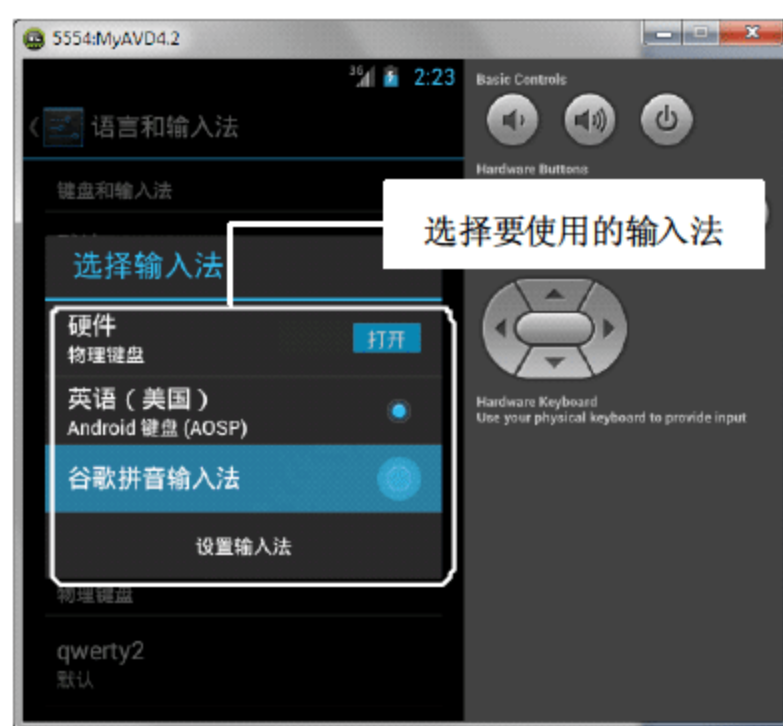 5554:MyAVD4.2
3G 2:23
语言和输入法
键盘和输入法
选择输入法
硬件
物理键盘
打开
英语（美国）
Android 键盘 (AOSP)
谷歌拼音输入法
设置输入法
物理键盘
qwerty2
默认
选择要使用的输入法
Basic Controls
Hardware Buttons
Hardware Keyboard
Use your physical keyboard to provide input